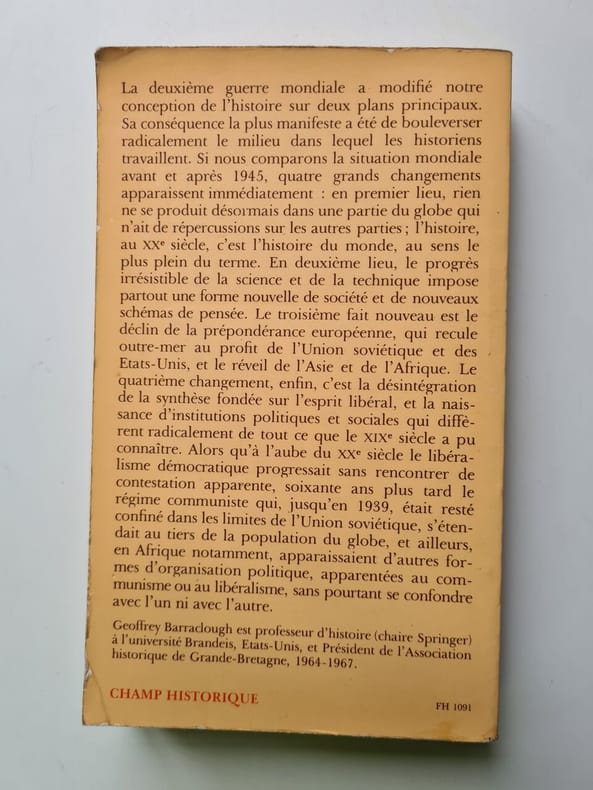 La deuxième guerre mondiale a modifié notre
conception de l'histoire sur deux plans principaux.
Sa conséquence la plus manifeste a été de bouleverser
radicalement le milieu dans lequel les historiens
travaillent. Si nous comparons la situation mondiale
avant et après 1945, quatre grands changements
apparaissent immédiatement : en premier lieu, rien
ne se produit désormais dans une partie du globe qui
n'ait de répercussions sur les autres parties ; l'histoire,
au XXe siècle, c'est l'histoire du monde, au sens le
plus plein du terme. En deuxième lieu, le progrès
irrésistible de la science et de la technique impose
partout une forme nouvelle de société et de nouveaux
schémas de pensée. Le troisième fait nouveau est le
déclin de la prépondérance européenne, qui recule
outre-mer au profit de l'Union soviétique et des
Etats-Unis, et le réveil de l'Asie et de l'Afrique. Le
quatrième changement, enfin, c'est la désintégration
de la synthèse fondée sur l'esprit libéral, et la nais-
sance d'institutions politiques et sociales qui diffè-
rent radicalement de tout ce que le XIXe siècle a pu
connaître. Alors qu'à l'aube du XXe siècle le libéra-
lisme démocratique progressait sans rencontrer de
contestation apparente, soixante ans plus tard le
régime communiste qui, jusqu'en 1939, était resté
confiné dans les limites de l'Union soviétique, s'éten-
dait au tiers de la population du globe, et ailleurs,
en Afrique notamment, apparaissaient d'autres for-
mes d'organisation politique, apparentées au com-
munisme ou au libéralisme, sans pourtant se confondre
avec l'un ni avec l'autre.
Geoffrey Barraclough est professeur d'histoire (chaire Springer)
à l'université Brandeis, Etats-Unis, et Président de l'Association
historique de Grande-Bretagne, 1964-1967.
CHAMP HISTORIQUE
FH 1091